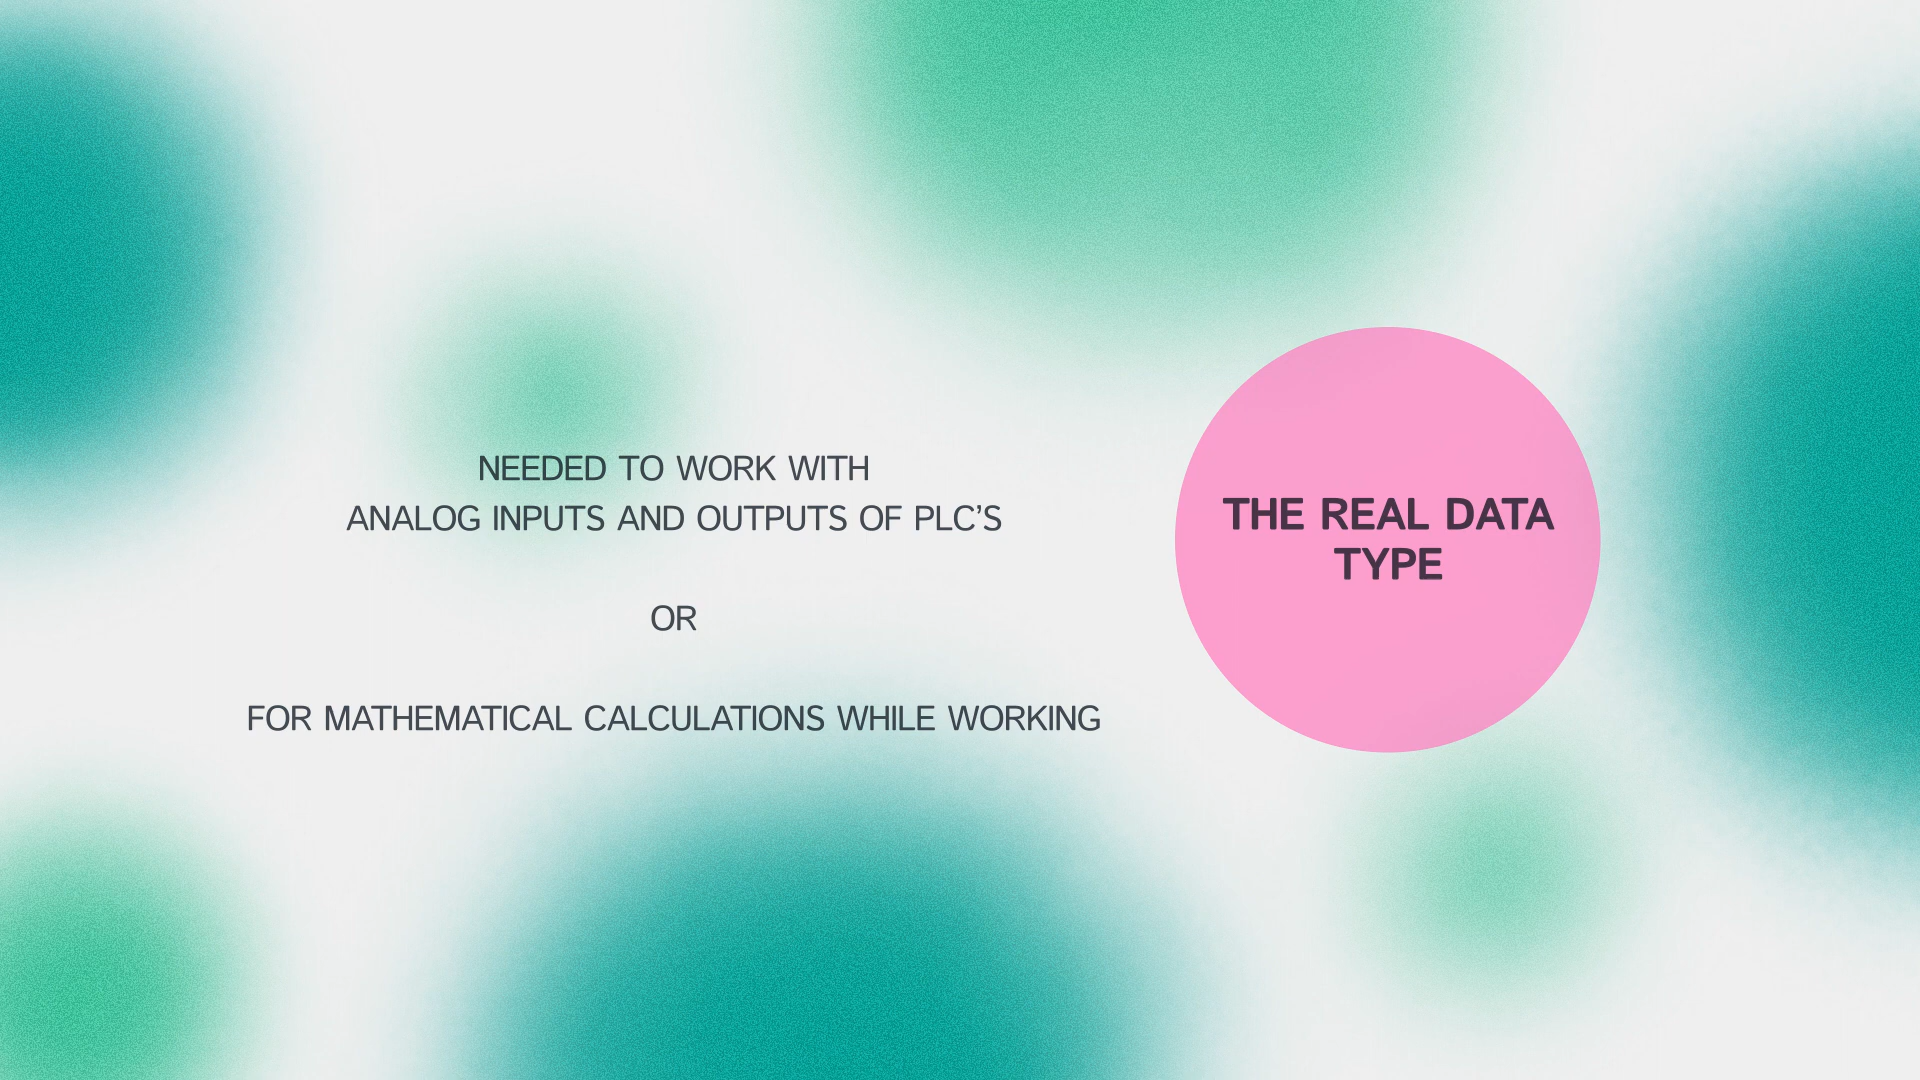 NEEDED TO WORK WITH
ANALOG INPUTS AND OUTPUTS OF PLC’S
OR
FOR MATHEMATICAL CALCULATIONS WHILE WORKING
THE REAL DATA
TYPE